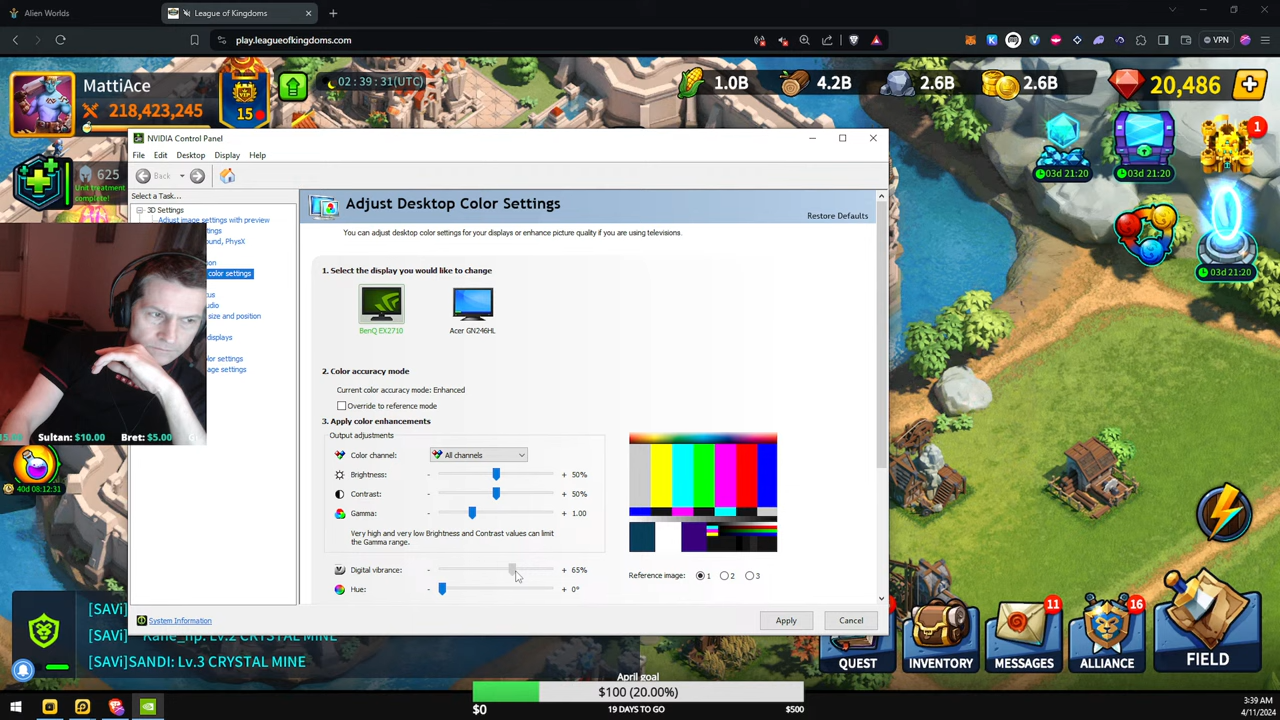 Alien Worlds
League of Kingdoms
play.leagueofkingdoms.com
VPN
MattiAce
218,423,245
15
02:39:31(UTC)
1.0B
4.2B
2.6B
2.6B
20,486
625
Unit treatment
complete!
03d 21:20
03d 21:20
1
03d 21:20
NVIDIA Control Panel
File Edit Desktop Display Help
Back
Select a Task...
3D Settings
Adjust image settings with preview
color settings
size and position
displays
Adjust Desktop Color Settings
Restore Defaults
You can adjust desktop color settings for your displays or enhance picture quality if you are using televisions.
1. Select the display you would like to change
BenQ EX2710
Acer GN246HL
2. Color accuracy mode
Current color accuracy mode: Enhanced
Override to reference mode
3. Apply color enhancements
Output adjustments
Color channel: All channels
Brightness: - + 50%
Contrast: - + 50%
Gamma: - + 1.00
Very high and very low Brightness and Contrast values can limit
the Gamma range.
Digital vibrance: - + 65%
Hue: - + 0°
Reference image: 1 2 3
System Information
Apply
Cancel
Sultan: $10.00 Bret: $5.00
40d 08:12:31
[SAVi]
[SAVi]SANDI: Lv.3 CRYSTAL MINE
QUEST
INVENTORY
11
MESSAGES
16
ALLIANCE
FIELD
April goal
$100 (20.00%)
$0
19 DAYS TO GO
$500
3:39 AM
4/11/2024